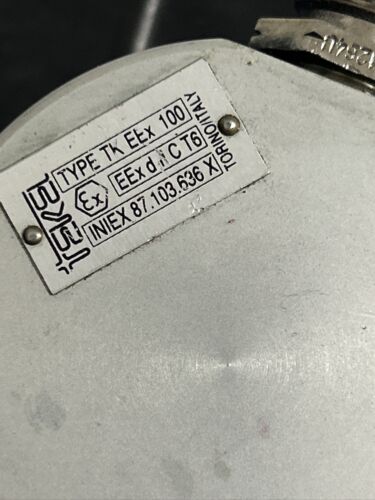 TYPE TK EEx 100
Ex
EEx d C T6
INIEX 87.103.636 X
TORINO/ITALY